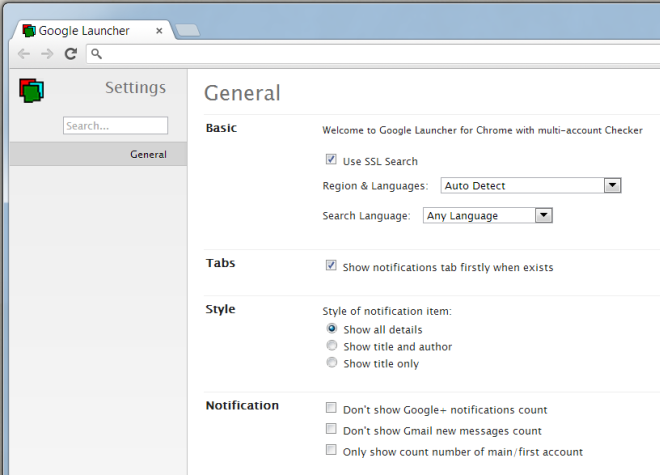 Google Launcher
Settings
Search...
General
General
Basic
Welcome to Google Launcher for Chrome with multi-account Checker
Use SSL Search
Region & Languages: Auto Detect
Search Language: Any Language
Tabs
Show notifications tab firstly when exists
Style
Style of notification item:
Show all details
Show title and author
Show title only
Notification
Don't show Google+ notifications count
Don't show Gmail new messages count
Only show count number of main/first account